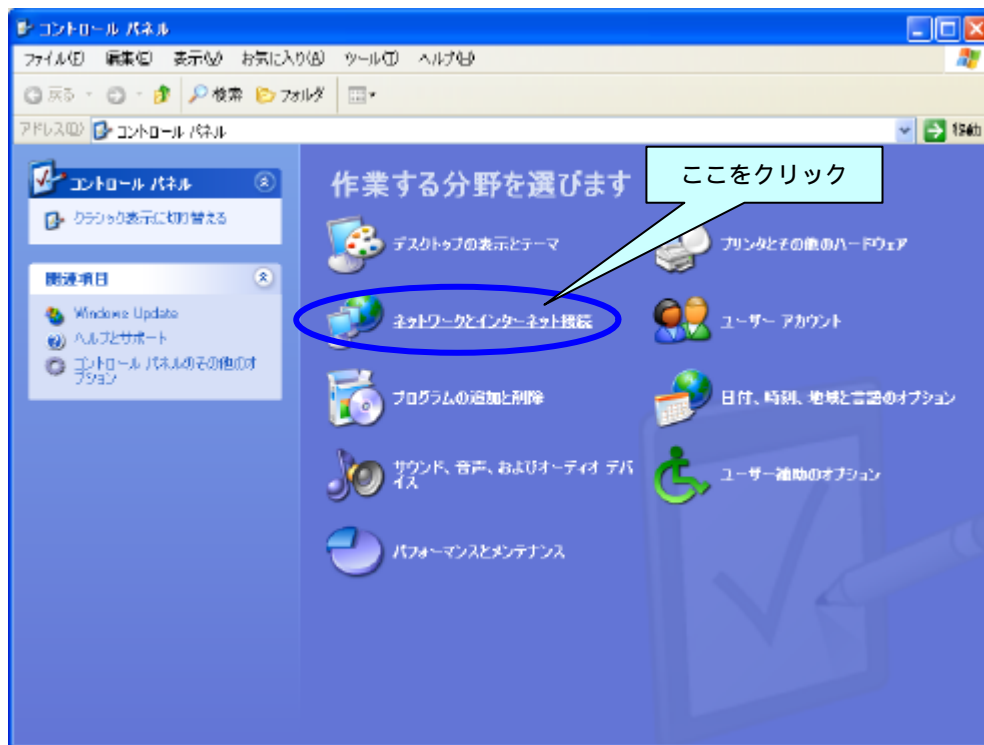 コントロール パネル
ファイル(F) 編集(E) 表示(V) お気に入り(A) ツール(T) ヘルプ(H)
戻る 検索 フォルダ
アドレス(D) コントロール パネル 移動
コントロール パネル
クラシック表示に切り替える
関連項目
Windows Update
ヘルプとサポート
コントロール パネルのその他のオ
プション
作業する分野を選びます
ここをクリック
デスクトップの表示とテーマ
プリンタとその他のハードウェア
ネットワークとインターネット接続
ユーザー アカウント
プログラムの追加と削除
日付、時刻、地域と言語のオプション
サウンド、音声、およびオーディオ デバ
イス
ユーザー補助のオプション
パフォーマンスとメンテナンス